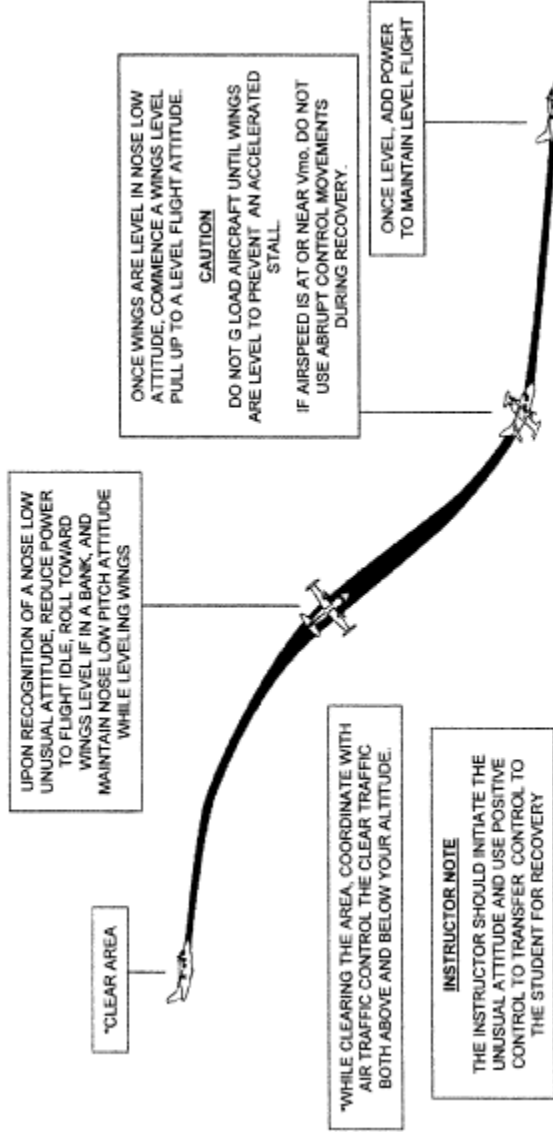 *CLEAR AREA
UPON RECOGNITION OF A NOSE LOW
UNUSUAL ATTITUDE, REDUCE POWER
TO FLIGHT IDLE, ROLL TOWARD
WINGS LEVEL IF IN A BANK, AND
MAINTAIN NOSE LOW PITCH ATTITUDE
WHILE LEVELING WINGS
ONCE WINGS ARE LEVEL IN NOSE LOW
ATTITUDE, COMMENCE A WINGS LEVEL
PULL UP TO A LEVEL FLIGHT ATTITUDE.
CAUTION
DO NOT G LOAD AIRCRAFT UNTIL WINGS
ARE LEVEL TO PREVENT AN ACCELERATED
STALL.
IF AIRSPEED IS AT OR NEAR Vmo, DO NOT
USE ABRUPT CONTROL MOVEMENTS
DURING RECOVERY.
ONCE LEVEL, ADD POWER
TO MAINTAIN LEVEL FLIGHT
*WHILE CLEARING THE AREA, COORDINATE WITH
AIR TRAFFIC CONTROL THE CLEAR TRAFFIC
BOTH ABOVE AND BELOW YOUR ALTITUDE.
INSTRUCTOR NOTE
THE INSTRUCTOR SHOULD INITIATE THE
UNUSUAL ATTITUDE AND USE POSITIVE
CONTROL TO TRANSFER CONTROL TO
THE STUDENT FOR RECOVERY